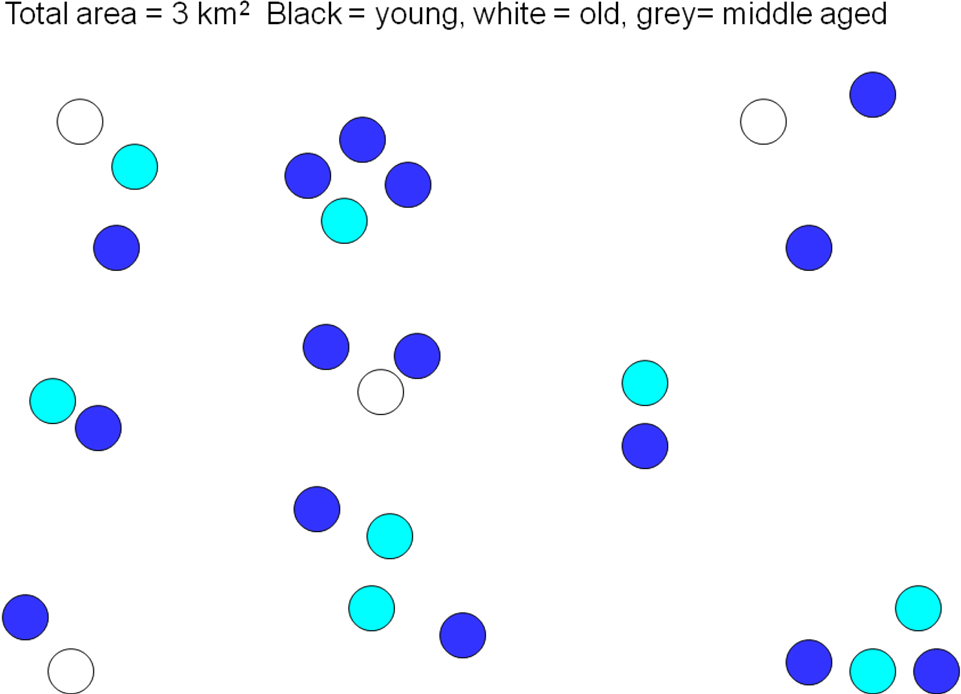 Total area = 3 km²  Black = young, white = old, grey= middle aged